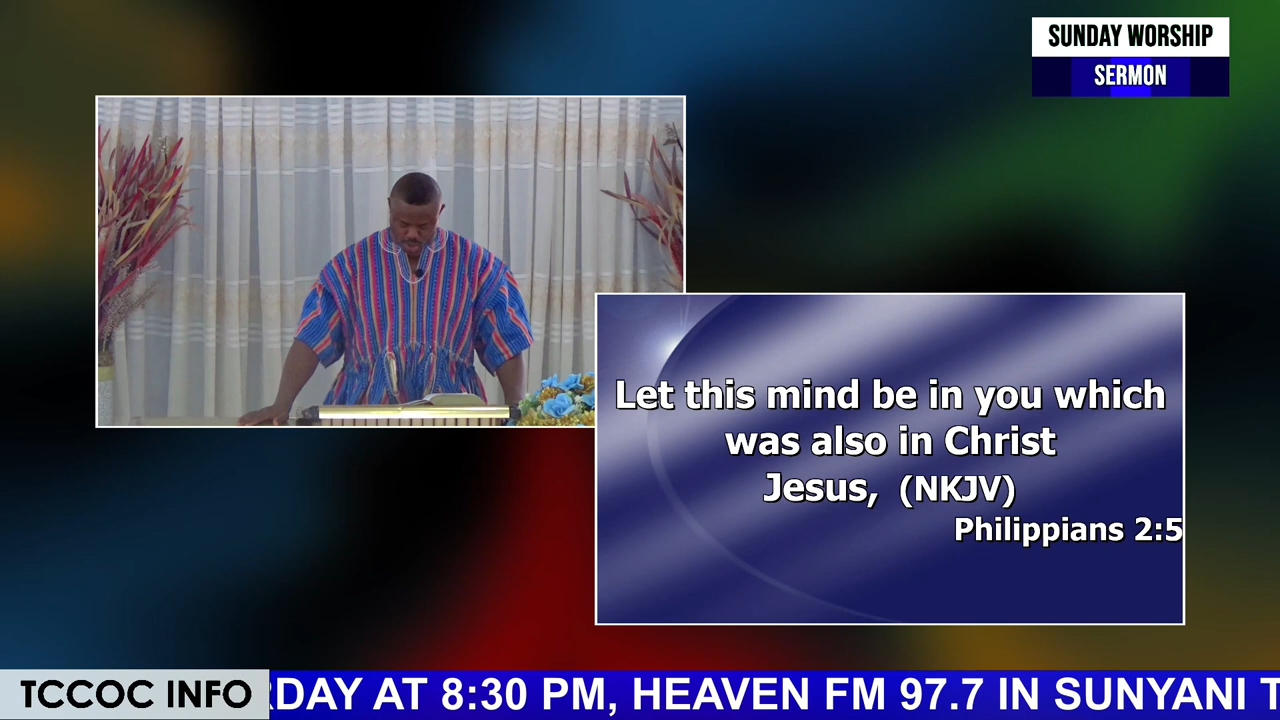 SUNDAY WORSHIP
SERMON
Let this mind be in you which
was also in Christ
Jesus, (NKJV)
Philippians 2:5
TCCOC INFO
RDAY AT 8:30 PM, HEAVEN FM 97.7 IN SUNYANI T